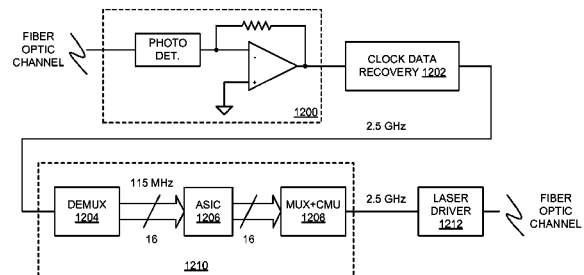 FIBER
OPTIC
CHANNEL
PHOTO
DET.
-
+
1200
CLOCK DATA
RECOVERY 1202
2.5 GHz
DEMUX
1204
115 MHz
16
ASIC
1206
16
MUX+CMU
1208
1210
2.5 GHz
LASER
DRIVER
1212
FIBER
OPTIC
CHANNEL